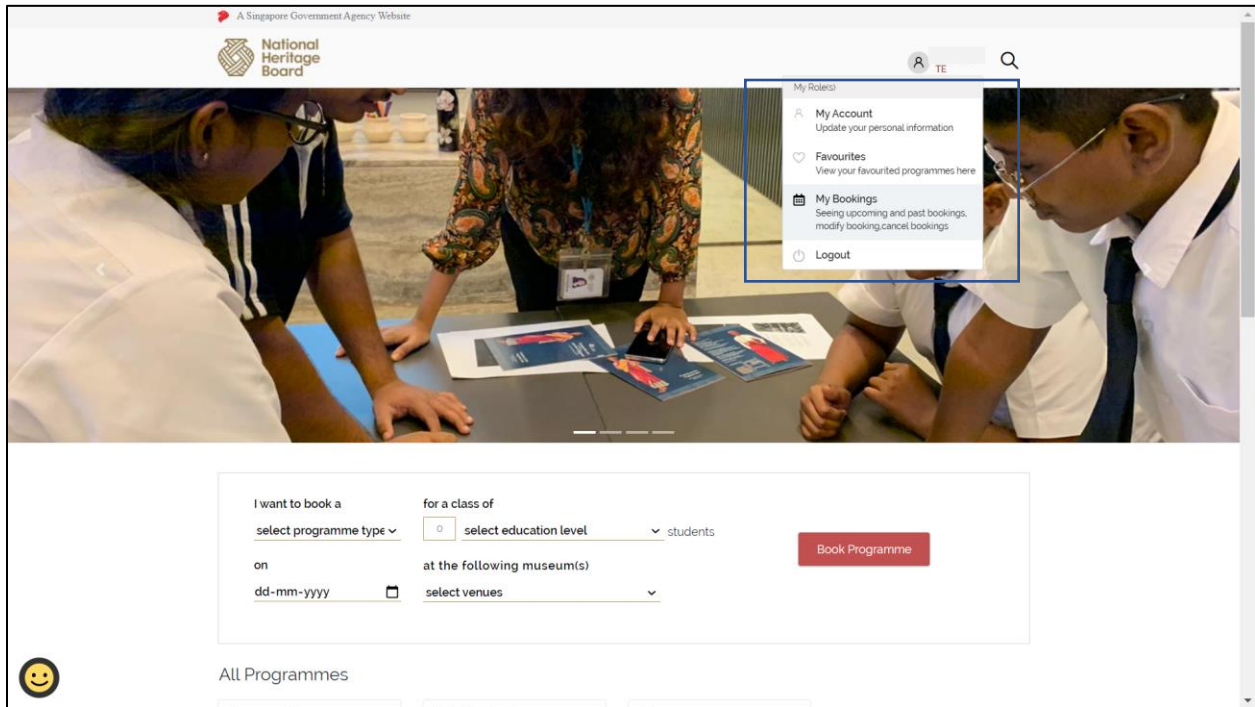 A Singapore Government Agency Website
National
Heritage
Board
TE
My Role(s)
My Account
Update your personal information
Favourites
View your favourited programmes here
My Bookings
Seeing upcoming and past bookings,
modify booking,cancel bookings
Logout
I want to book a
for a class of
select programme type
0
select education level
students
Book Programme
on
at the following museum(s)
dd-mm-yyyy
select venues
All Programmes